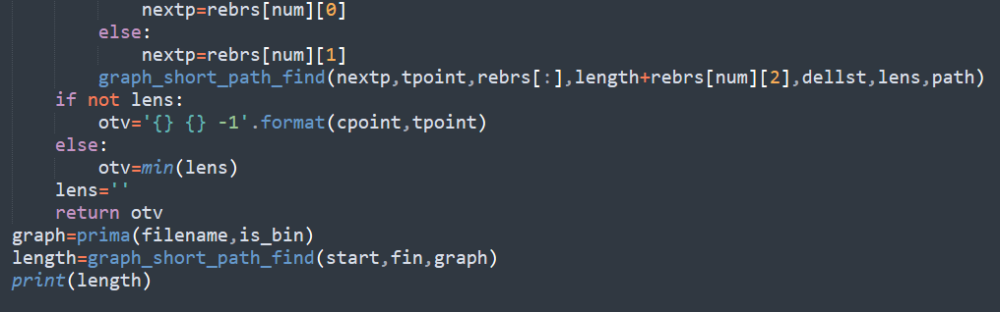 nextp=rebrs[num][0]
else:
nextp=rebrs[num][1]
graph_short_path_find(nextp,tpoint,rebrs[:],length+rebrs[num][2],dellst,lens,path)
if not lens:
otv='{} {} -1'.format(cpoint,tpoint)
else:
otv=min(lens)
lens=''
return otv
graph=prima(filename,is_bin)
length=graph_short_path_find(start,fin,graph)
print(length)